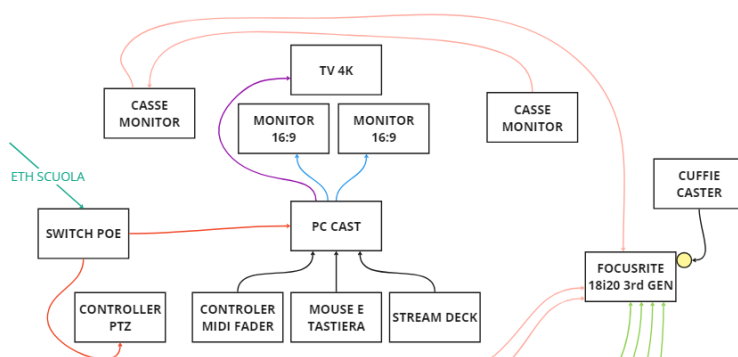 TV 4K
CASSE
MONITOR
CASSE
MONITOR
MONITOR
16:9
MONITOR
16:9
ETH SCUOLA
CUFFIE
CASTER
SWITCH POE
PC CAST
FOCUSRITE
18i20 3rd GEN
CONTROLLER
PTZ
CONTROLER
MIDI FADER
MOUSE E
TASTIERA
STREAM DECK